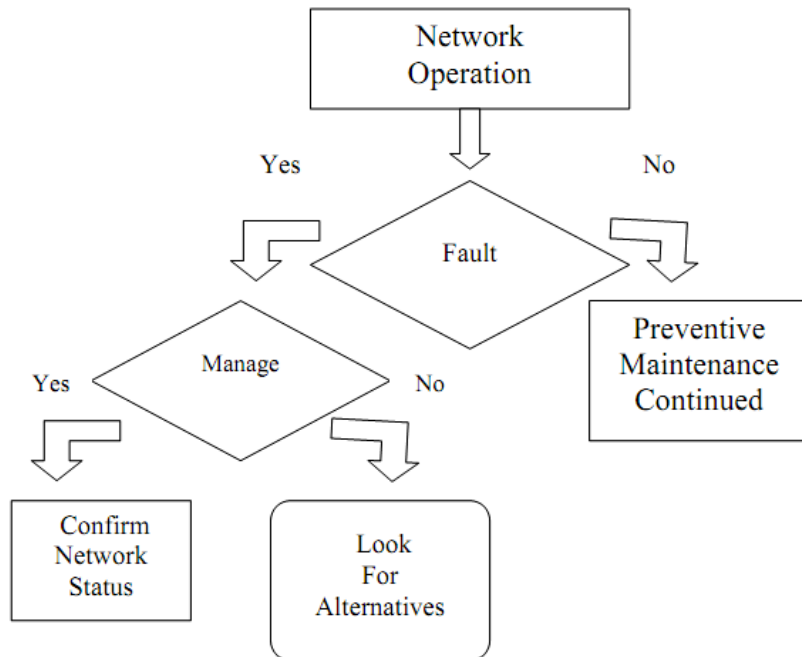 Network
Operation
Yes
No
Fault
Preventive
Maintenance
Continued
Manage
Yes
No
Confirm
Network
Status
Look
For
Alternatives